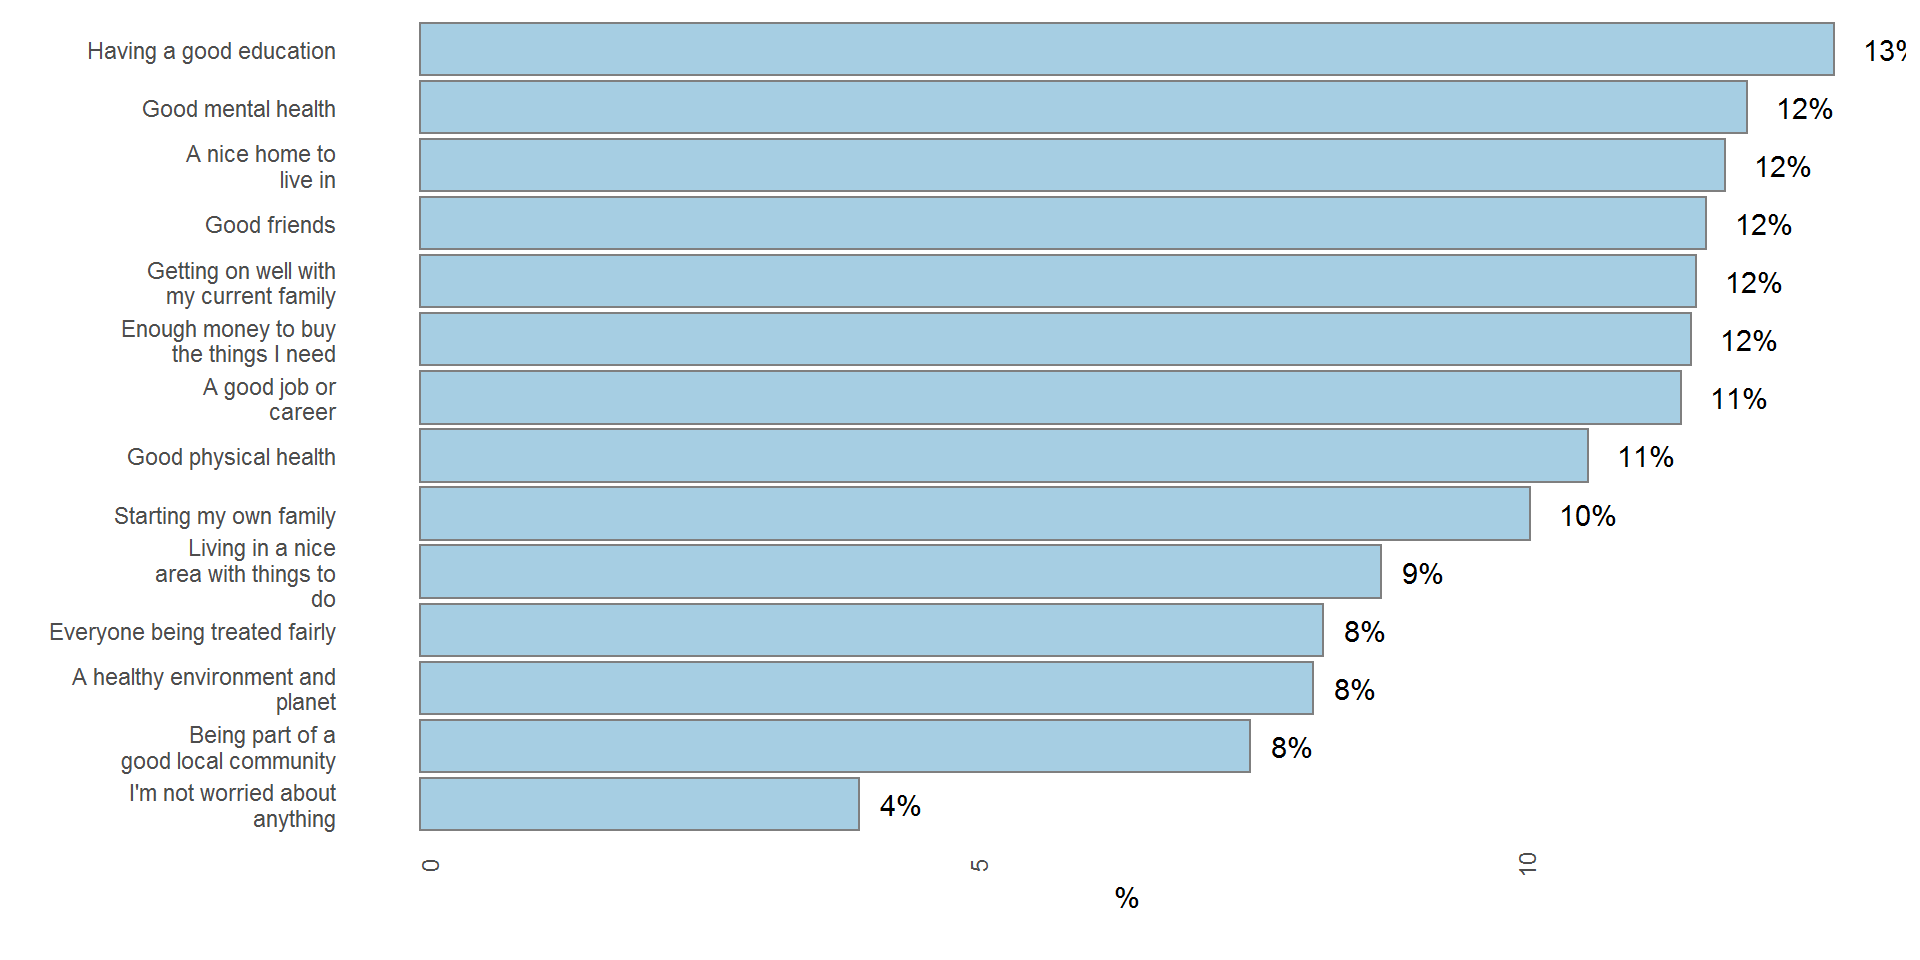 Having a good education
13%
Good mental health
12%
A nice home to
live in
12%
Good friends
12%
Getting on well with
my current family
12%
Enough money to buy
the things I need
12%
A good job or
career
11%
Good physical health
11%
Starting my own family
10%
Living in a nice
area with things to
do
9%
Everyone being treated fairly
8%
A healthy environment and
planet
8%
Being part of a
good local community
8%
I'm not worried about
anything
4%
0
5
10
%